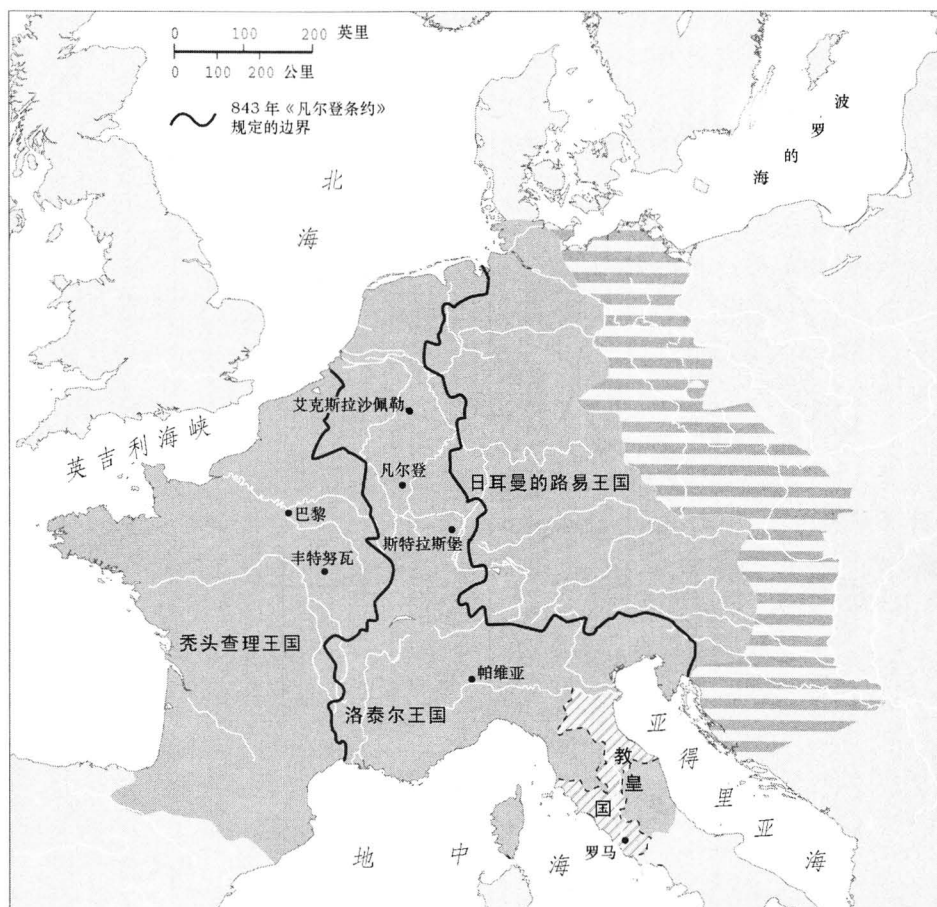 0 100 200 英里
0 100 200 公里
843 年《凡尔登条约》
规定的边界
波罗的海
北海
英吉利海峡
艾克斯拉沙佩勒
凡尔登
日耳曼的路易王国
巴黎
斯特拉斯堡
丰特努瓦
秃头查理王国
帕维亚
洛泰尔王国
教皇国
亚得里亚海
罗马
地中海